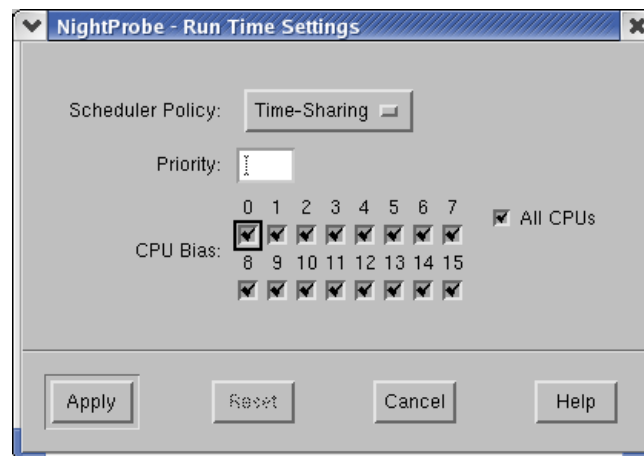 NightProbe - Run Time Settings
Scheduler Policy: Time-Sharing
Priority:
0 1 2 3 4 5 6 7
All CPUs
CPU Bias:
8 9 10 11 12 13 14 15
Apply Reset Cancel Help